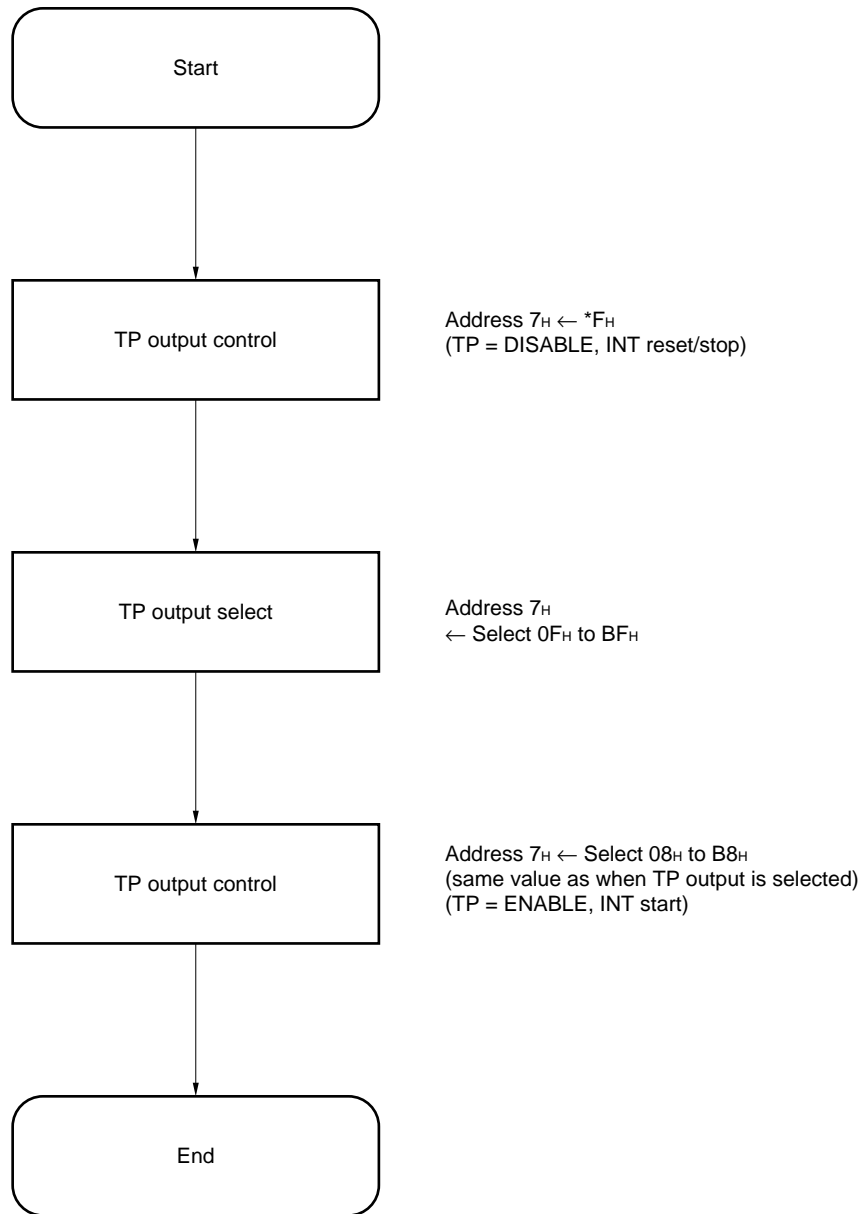 Start
TP output control
Address 7H ← *FH
(TP = DISABLE, INT reset/stop)
TP output select
Address 7H
← Select 0FH to BFH
TP output control
Address 7H ← Select 08H to B8H
(same value as when TP output is selected)
(TP = ENABLE, INT start)
End